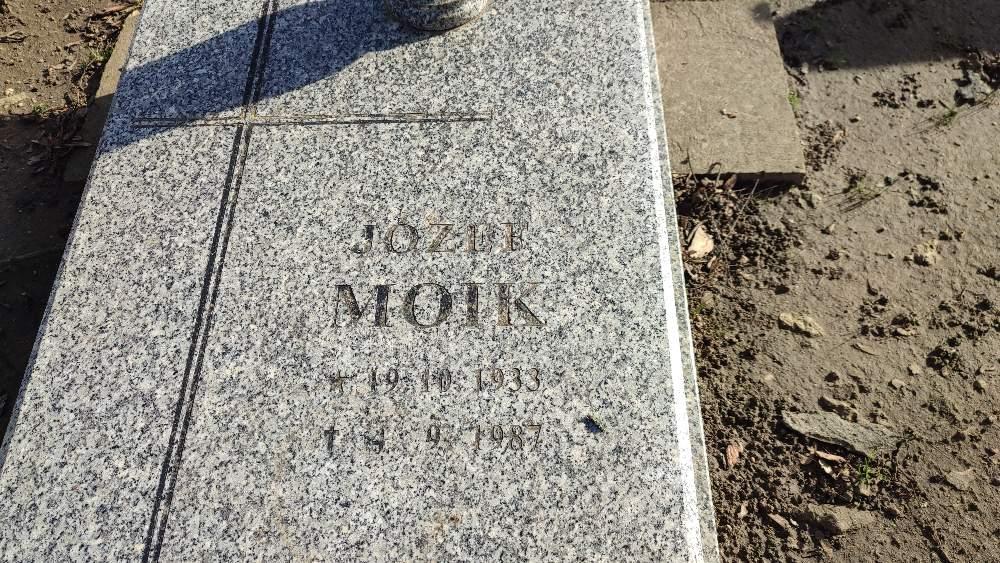 JÓZEF
MOIK
* 19. 10. 1933
† 4. 9. 1987